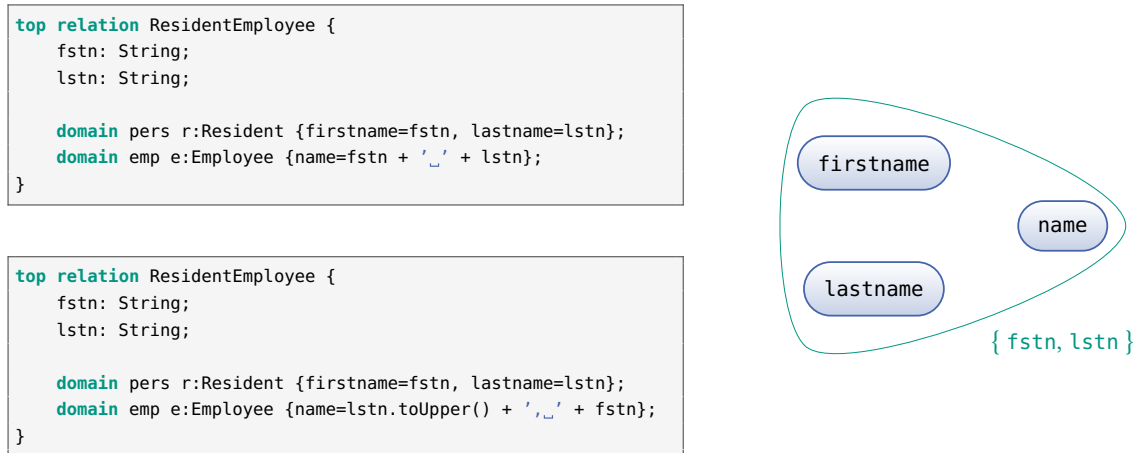 top relation ResidentEmployee {
    fstn: String;
    lstn: String;

    domain pers r:Resident {firstname=fstn, lastname=lstn};
    domain emp e:Employee {name=fstn + '␣' + lstn};
}
top relation ResidentEmployee {
    fstn: String;
    lstn: String;

    domain pers r:Resident {firstname=fstn, lastname=lstn};
    domain emp e:Employee {name=lstn.toUpper() + ',␣' + fstn};
}
firstname
name
lastname
{ fstn, lstn }